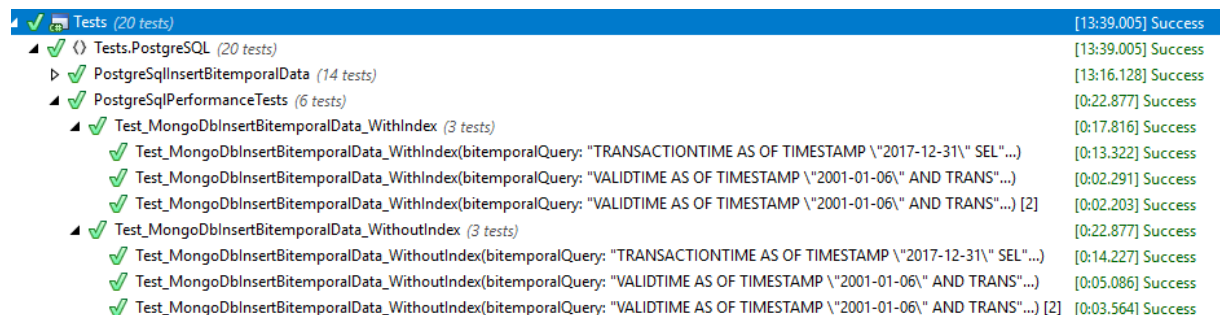 Tests (20 tests) [13:39.005] Success
Tests.PostgreSQL (20 tests) [13:39.005] Success
PostgreSqlInsertBitemporalData (14 tests) [13:16.128] Success
PostgreSqlPerformanceTests (6 tests) [0:22.877] Success
Test_MongoDbInsertBitemporalData_WithIndex (3 tests) [0:17.816] Success
Test_MongoDbInsertBitemporalData_WithIndex(bitemporalQuery: "TRANSACTIONTIME AS OF TIMESTAMP \"2017-12-31\" SEL"...) [0:13.322] Success
Test_MongoDbInsertBitemporalData_WithIndex(bitemporalQuery: "VALIDTIME AS OF TIMESTAMP \"2001-01-06\" AND TRANS"...) [0:02.291] Success
Test_MongoDbInsertBitemporalData_WithIndex(bitemporalQuery: "VALIDTIME AS OF TIMESTAMP \"2001-01-06\" AND TRANS"...) [2] [0:02.203] Success
Test_MongoDbInsertBitemporalData_WithoutIndex (3 tests) [0:22.877] Success
Test_MongoDbInsertBitemporalData_WithoutIndex(bitemporalQuery: "TRANSACTIONTIME AS OF TIMESTAMP \"2017-12-31\" SEL"...) [0:14.227] Success
Test_MongoDbInsertBitemporalData_WithoutIndex(bitemporalQuery: "VALIDTIME AS OF TIMESTAMP \"2001-01-06\" AND TRANS"...) [0:05.086] Success
Test_MongoDbInsertBitemporalData_WithoutIndex(bitemporalQuery: "VALIDTIME AS OF TIMESTAMP \"2001-01-06\" AND TRANS"...) [2] [0:03.564] Success